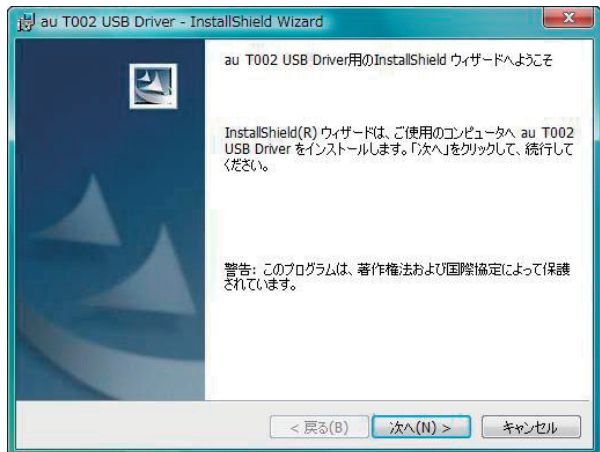 au T002 USB Driver - InstallShield Wizard
au T002 USB Driver用のInstallShield ウィザードへようこそ
InstallShield(R) ウィザードは、ご使用のコンピュータへ au T002
USB Driver をインストールします。「次へ」をクリックして、続行して
ください。
警告: このプログラムは、著作権法および国際協定によって保護
されています。
< 戻る(B)
次へ(N) >
キャンセル